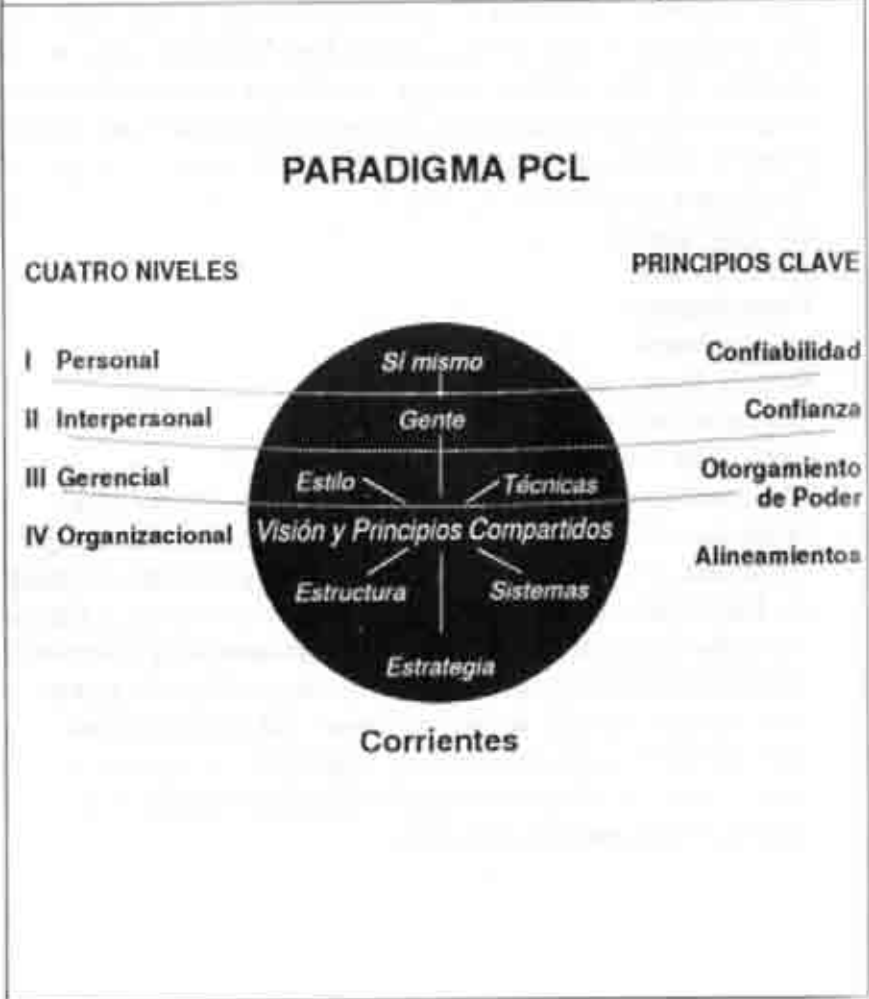 PARADIGMA PCL
CUATRO NIVELES
PRINCIPIOS CLAVE
I Personal
Sí mismo
Confiabilidad
II Interpersonal
Gente
Confianza
III Gerencial
Estilo
Técnicas
Otorgamiento
de Poder
IV Organizacional
Visión y Principios Compartidos
Alineamientos
Estructura
Sistemas
Estrategia
Corrientes